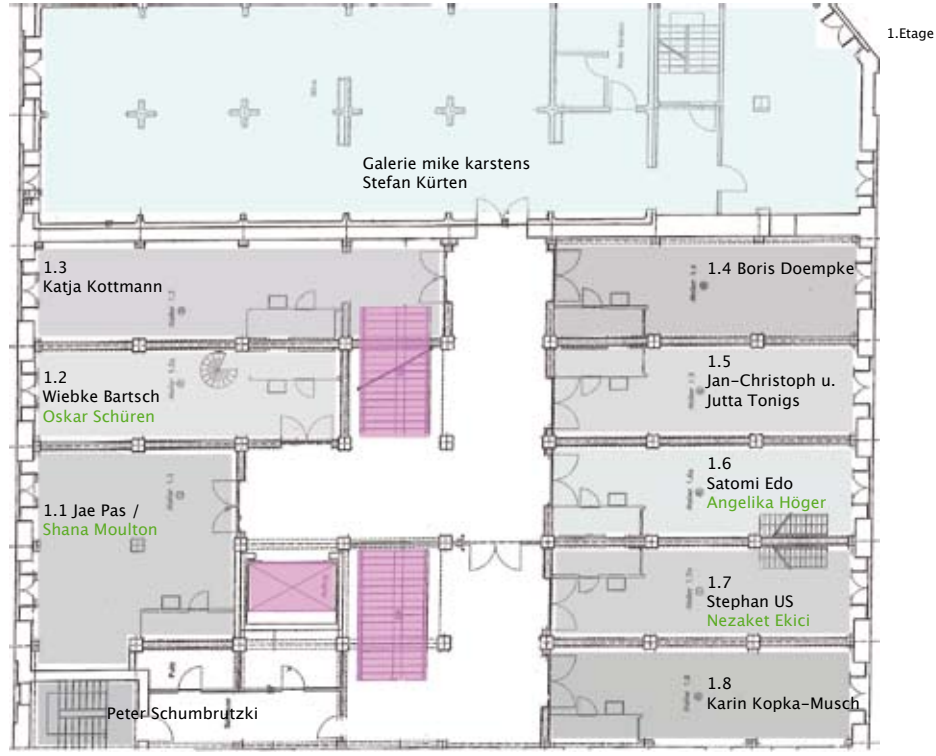 1.Etage
Galerie mike karstens
Stefan Kürten
1.3
Katja Kottmann
1.4 Boris Doempke
1.2
Wiebke Bartsch
Oskar Schüren
1.5
Jan-Christoph u.
Jutta Tonigs
1.1 Jae Pas /
Shana Moulton
1.6
Satomi Edo
Angelika Höger
1.7
Stephan US
Nezaket Ekici
1.8
Karin Kopka-Musch
Peter Schumbrutzki